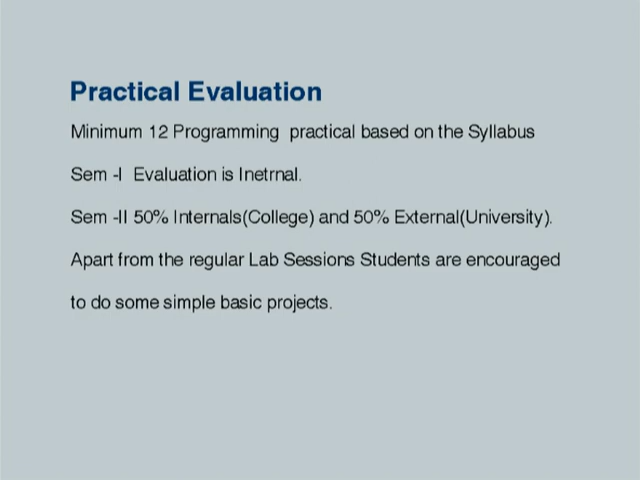 Practical Evaluation
Minimum 12 Programming practical based on the Syllabus
Sem -I Evaluation is Inetrnal.
Sem -II 50% Internals(College) and 50% External(University).
Apart from the regular Lab Sessions Students are encouraged
to do some simple basic projects.